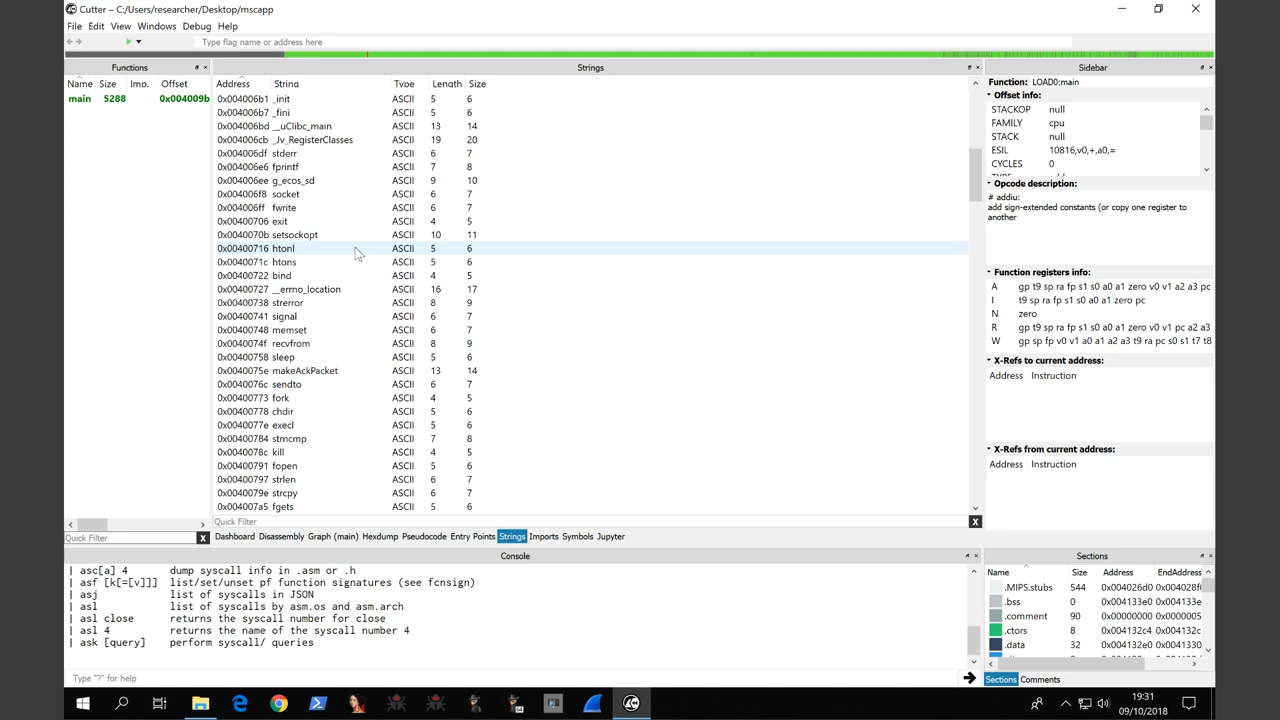 Cutter - C:/Users/researcher/Desktop/mscapp
File Edit View Windows Debug Help
Type flag name or address here
Functions
Name Size Imp. Offset
main 5288 0x004009b
Quick Filter X
Strings
Address String Type Length Size
0x004006b1 _init ASCII 5 6
0x004006b7 _fini ASCII 5 6
0x004006bd __uClibc_main ASCII 13 14
0x004006cb _Jv_RegisterClasses ASCII 19 20
0x004006df stderr ASCII 6 7
0x004006e6 fprintf ASCII 7 8
0x004006ee g_ecos_sd ASCII 9 10
0x004006f8 socket ASCII 6 7
0x004006ff fwrite ASCII 6 7
0x00400706 exit ASCII 4 5
0x0040070b setsockopt ASCII 10 11
0x00400716 htonl ASCII 5 6
0x0040071c htons ASCII 5 6
0x00400722 bind ASCII 4 5
0x00400727 __errno_location ASCII 16 17
0x00400738 strerror ASCII 8 9
0x00400741 signal ASCII 6 7
0x00400748 memset ASCII 6 7
0x0040074f recvfrom ASCII 8 9
0x00400758 sleep ASCII 5 6
0x0040075e makeAckPacket ASCII 13 14
0x0040076c sendto ASCII 6 7
0x00400773 fork ASCII 4 5
0x00400778 chdir ASCII 5 6
0x0040077e execl ASCII 5 6
0x00400784 strncmp ASCII 7 8
0x0040078c kill ASCII 4 5
0x00400791 fopen ASCII 5 6
0x00400797 strlen ASCII 6 7
0x0040079e strcpy ASCII 6 7
0x004007a5 fgets ASCII 5 6
Quick Filter X
Dashboard Disassembly Graph (main) Hexdump Pseudocode Entry Points Strings Imports Symbols Jupyter
Sidebar
Function: LOAD0:main
Offset info:
STACKOP null
FAMILY cpu
STACK null
ESIL 10816,v0,+,a0,=
CYCLES 0
Opcode description:
# addiu:
add sign-extended constants (or copy one register to
another
Function registers info:
A gp t9 sp ra fp s1 s0 a0 a1 zero v0 v1 a2 a3 pc
I t9 sp ra fp s1 s0 a0 a1 zero pc
N zero
R gp t9 sp ra fp s1 s0 a0 a1 zero v0 v1 pc a2 a3
W gp sp fp v0 v1 a0 a1 a2 a3 t9 ra pc s0 s1 t7 t8
X-Refs to current address:
Address Instruction
X-Refs from current address:
Address Instruction
Console
| asc[a] 4 dump syscall info in .asm or .h
| asf [k[=[v]]] list/set/unset pf function signatures (see fcnsign)
| asj list of syscalls in JSON
| asl list of syscalls by asm.os and asm.arch
| asl close returns the syscall number for close
| asl 4 returns the name of the syscall number 4
| ask [query] perform syscall/ queries
Type "?" for help
Sections
Name Size Address EndAddress
.MIPS.stubs 544 0x004026d0 0x004028f0
.bss 0 0x004133e0 0x004133e0
.comment 90 0x00000000 0x0000005
.ctors 8 0x004132c4 0x004132c
.data 32 0x004132e0 0x0041330
Sections Comments
64
19:31
09/10/2018